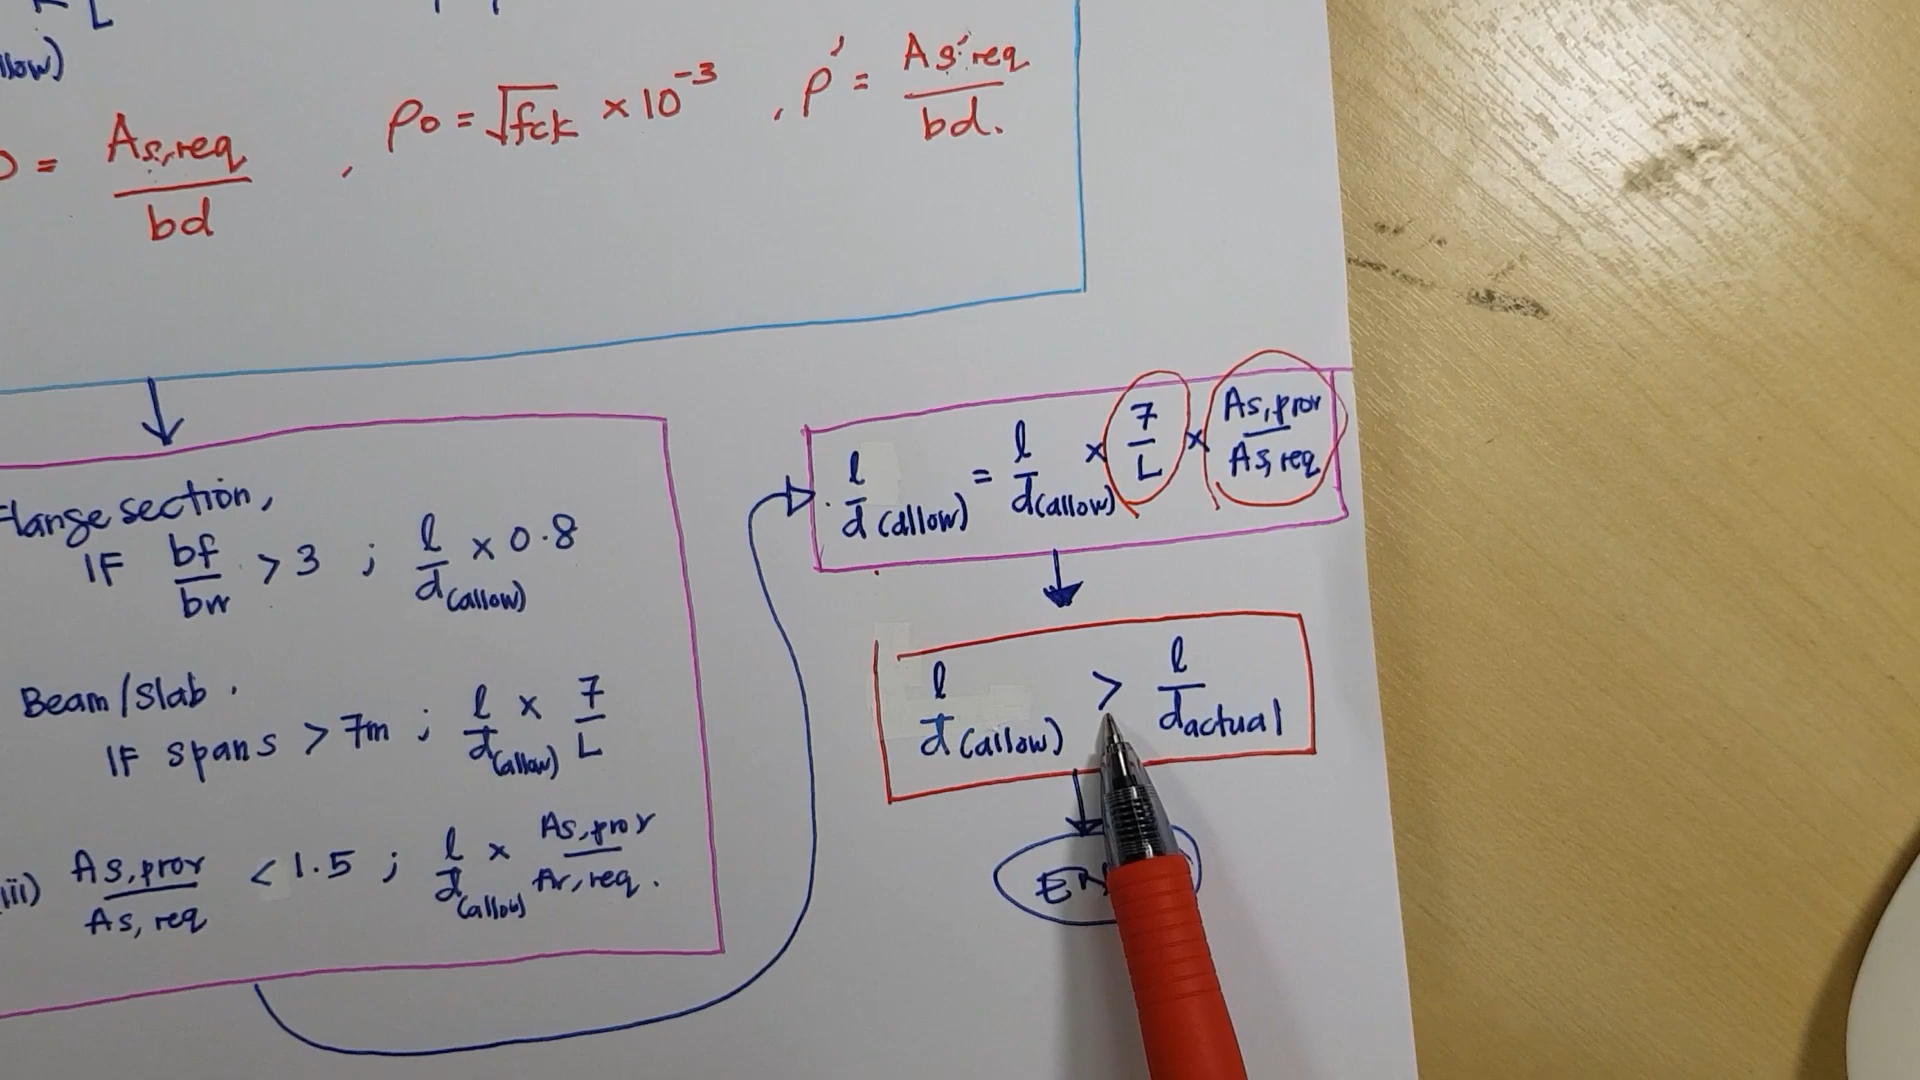 llow)
ρ = As,req / bd , ρo = √fck × 10⁻³ , ρ' = As'req / bd.
Flange section,
IF bf / bw > 3 ; l / d(allow) × 0.8
Beam/Slab.
IF spans > 7m ; l / d(allow) × 7 / L
iii) As,prov / As,req < 1.5 ; l / d(allow) × As,prov / As,req.
l / d(allow) = l / d(allow) × 7 / L × As,prov / As,req
l / d(allow) > l / dactual